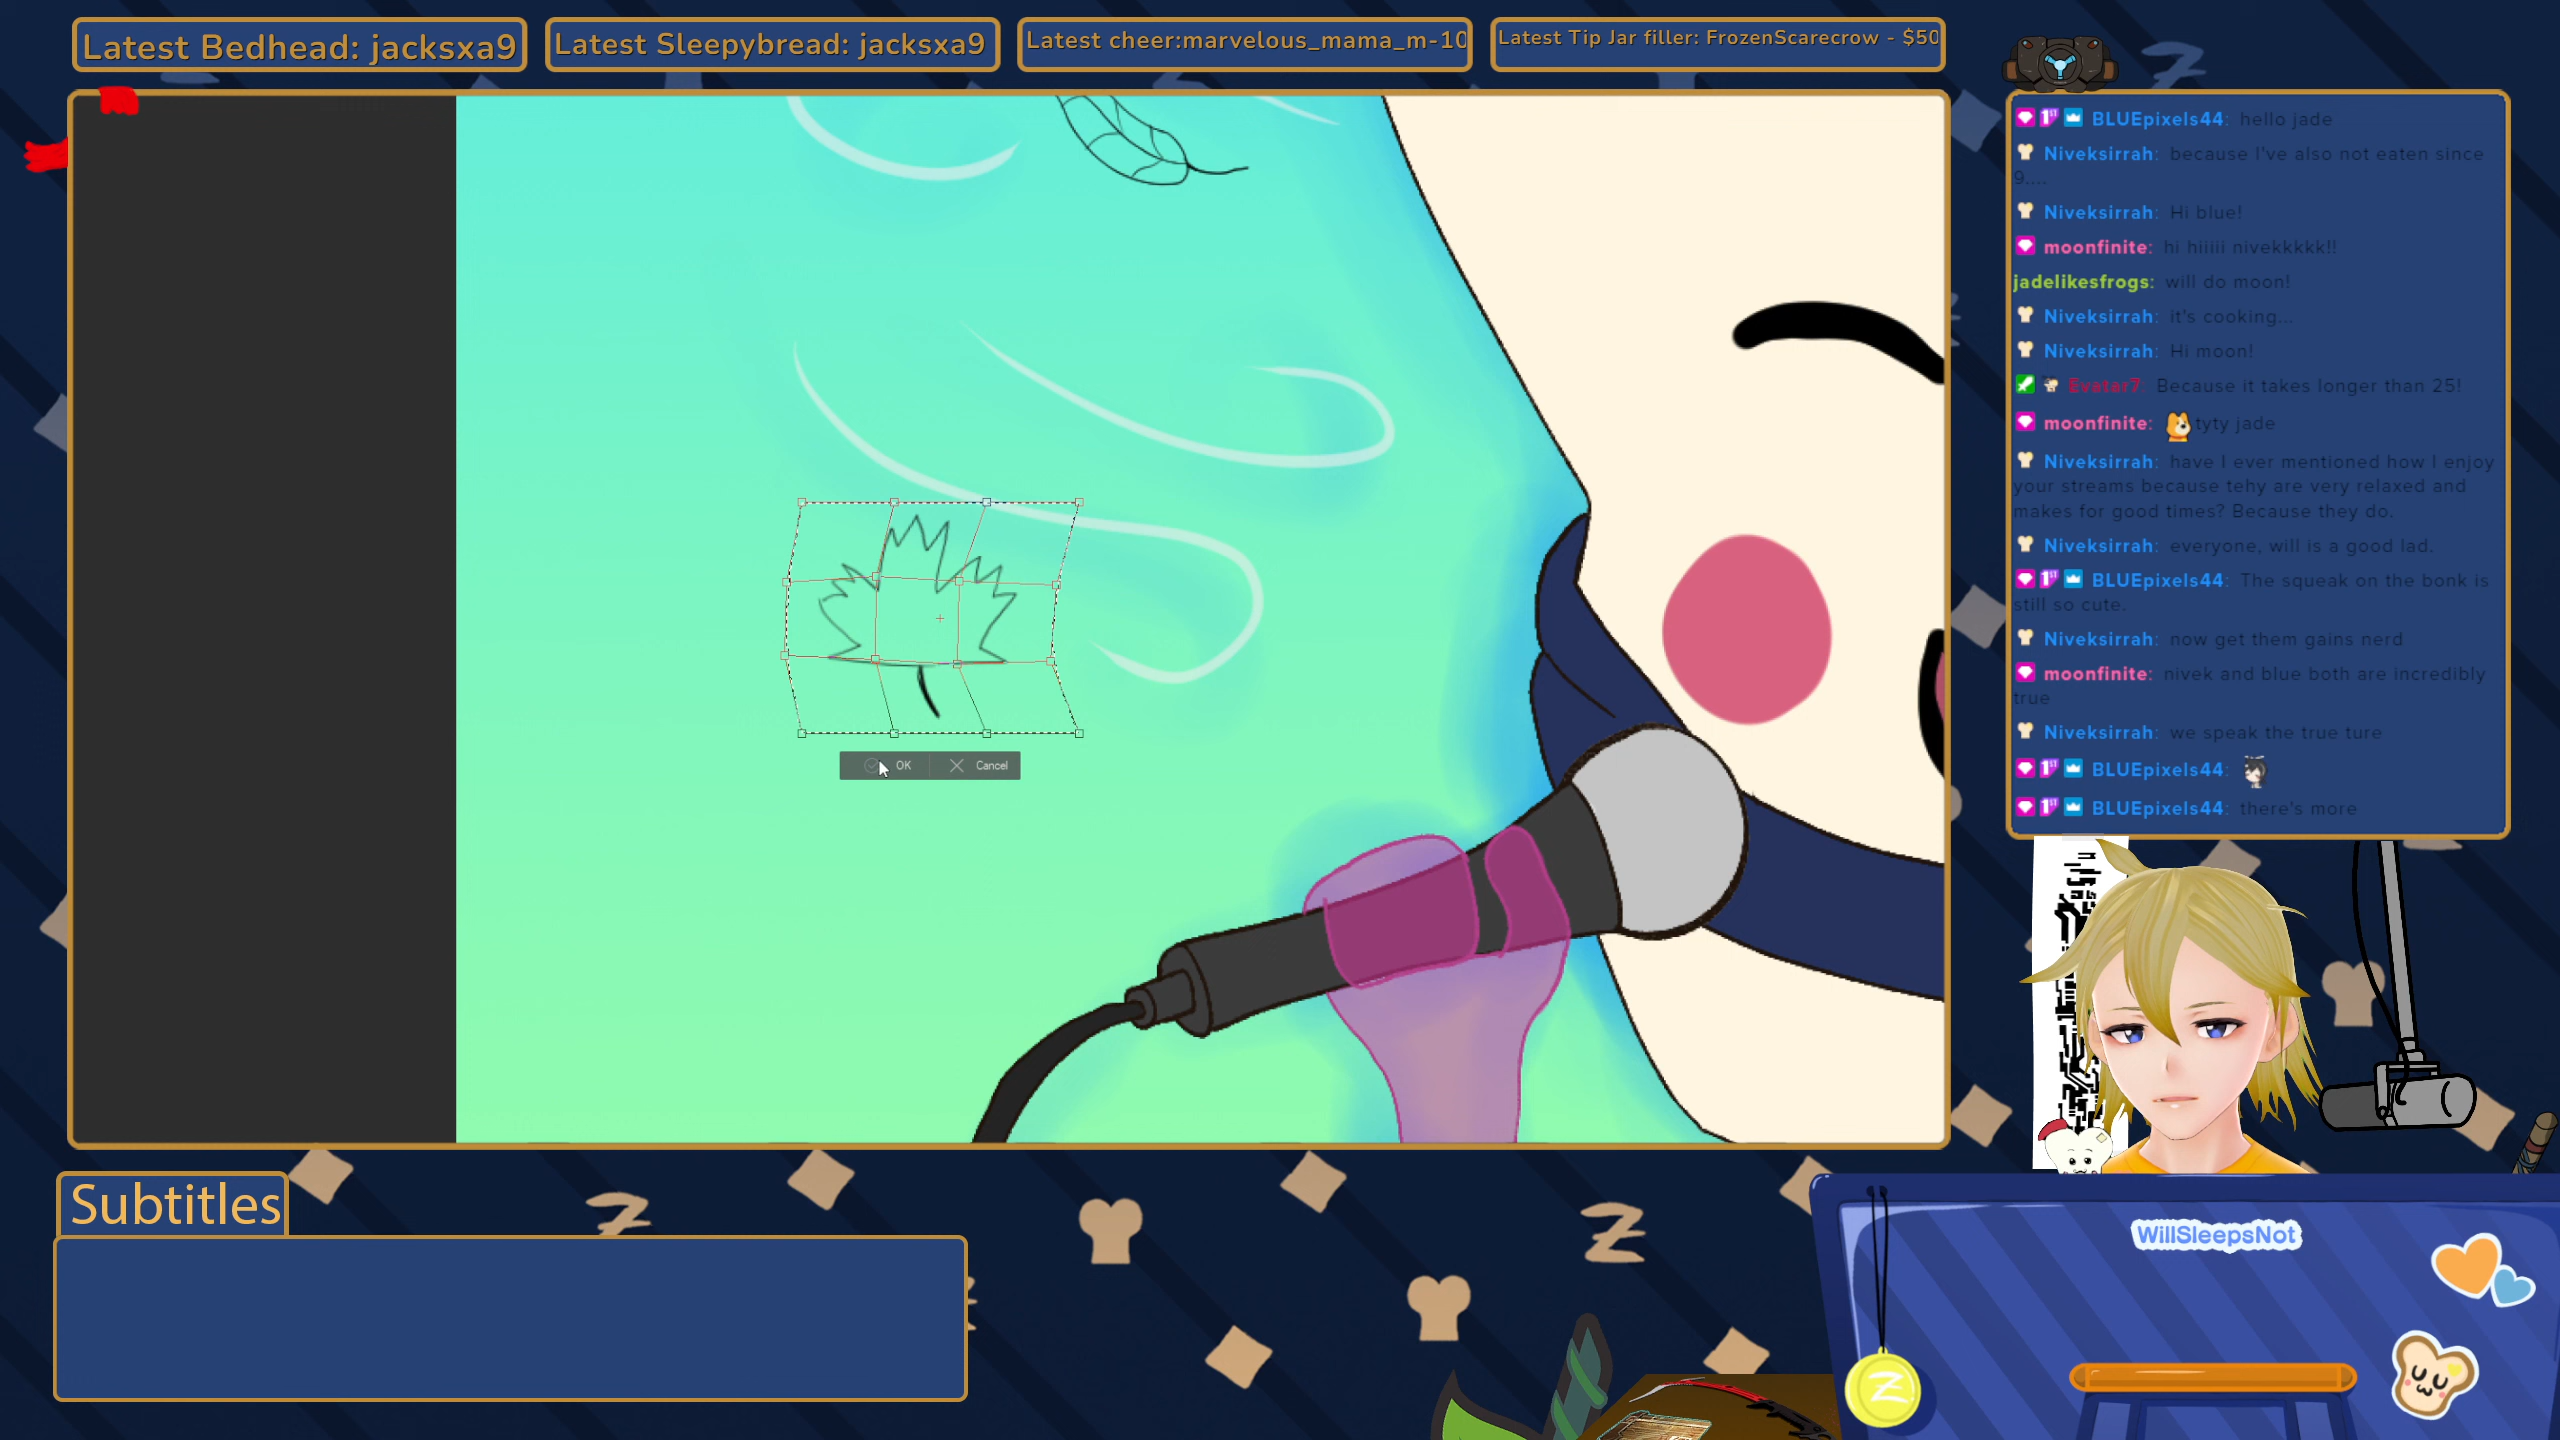 Latest Bedhead: jacksxa9
Latest Sleepybread: jacksxa9
Latest cheer:marvelous_mama_m-10
Latest Tip Jar filler: FrozenScarecrow - $50
BLUEpixels44: hello jade
Niveksirrah: because I've also not eaten since
9....
Niveksirrah: Hi blue!
moonfinite: hi hiiiii nivekkkkk!!
jadelikesfrogs: will do moon!
Niveksirrah: it's cooking...
Niveksirrah: Hi moon!
Evatar7: Because it takes longer than 25!
moonfinite: tyty jade
Niveksirrah: have I ever mentioned how I enjoy
your streams because tehy are very relaxed and
makes for good times? Because they do.
Niveksirrah: everyone, will is a good lad.
BLUEpixels44: The squeak on the bonk is
still so cute.
Niveksirrah: now get them gains nerd
moonfinite: nivek and blue both are incredibly
true
Niveksirrah: we speak the true ture
BLUEpixels44:
BLUEpixels44: there's more
OK
Cancel
Subtitles
WillSleepsNot
Z